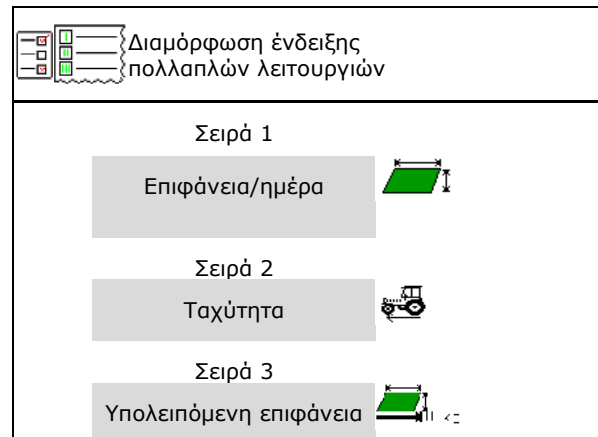 Διαμόρφωση ένδειξης
πολλαπλών λειτουργιών
Σειρά 1
Επιφάνεια/ημέρα
Σειρά 2
Ταχύτητα
Σειρά 3
Υπολειπόμενη επιφάνεια